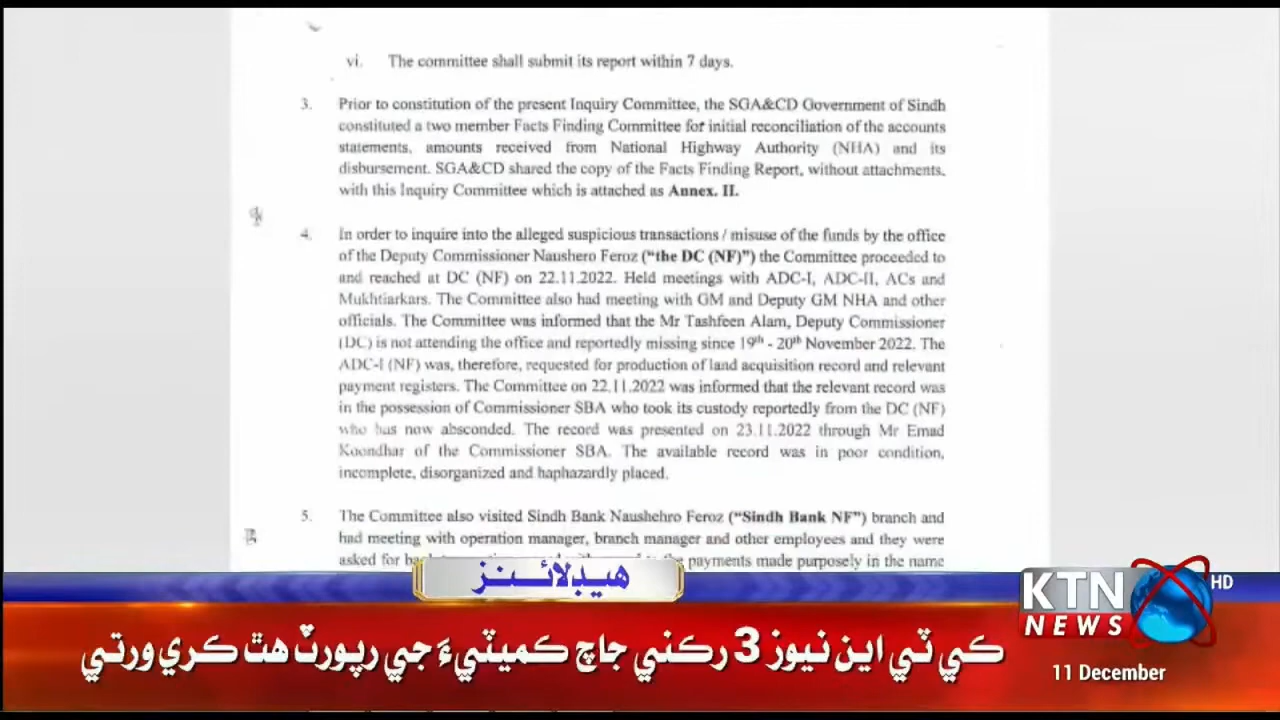 vi. The committee shall submit its report within 7 days.
3. Prior to constitution of the present Inquiry Committee, the SGA&CD Government of Sindh
constituted a two member Facts Finding Committee for initial reconciliation of the accounts
statements, amounts received from National Highway Authority (NHA) and its
disbursement. SGA&CD shared the copy of the Facts Finding Report, without attachments,
with this Inquiry Committee which is attached as Annex. II.
4. In order to inquire into the alleged suspicious transactions / misuse of the funds by the office
of the Deputy Commissioner Naushero Feroz ("the DC (NF)") the Committee proceeded to
and reached at DC (NF) on 22.11.2022. Held meetings with ADC-I, ADC-II, ACs and
Mukhtiarkars. The Committee also had meeting with GM and Deputy GM NHA and other
officials. The Committee was informed that the Mr Tashfeen Alam, Deputy Commissioner
(DC) is not attending the office and reportedly missing since 19th - 20th November 2022. The
ADC-I (NF) was, therefore, requested for production of land acquisition record and relevant
payment registers. The Committee on 22.11.2022 was informed that the relevant record was
in the possession of Commissioner SBA who took its custody reportedly from the DC (NF)
who has now absconded. The record was presented on 23.11.2022 through Mr Emad
Koondhar of the Commissioner SBA. The available record was in poor condition,
incomplete, disorganized and haphazardly placed.
5. The Committee also visited Sindh Bank Naushehro Feroz ("Sindh Bank NF") branch and
had meeting with operation manager, branch manager and other employees and they were
asked for payments made purposely in the name
هيڊلائنز
KTN NEWS HD
ڪي ٽي اين نيوز 3 رڪني جاچ ڪميٽيءَ جي رپورٽ هٿ ڪري ورتي
11 December